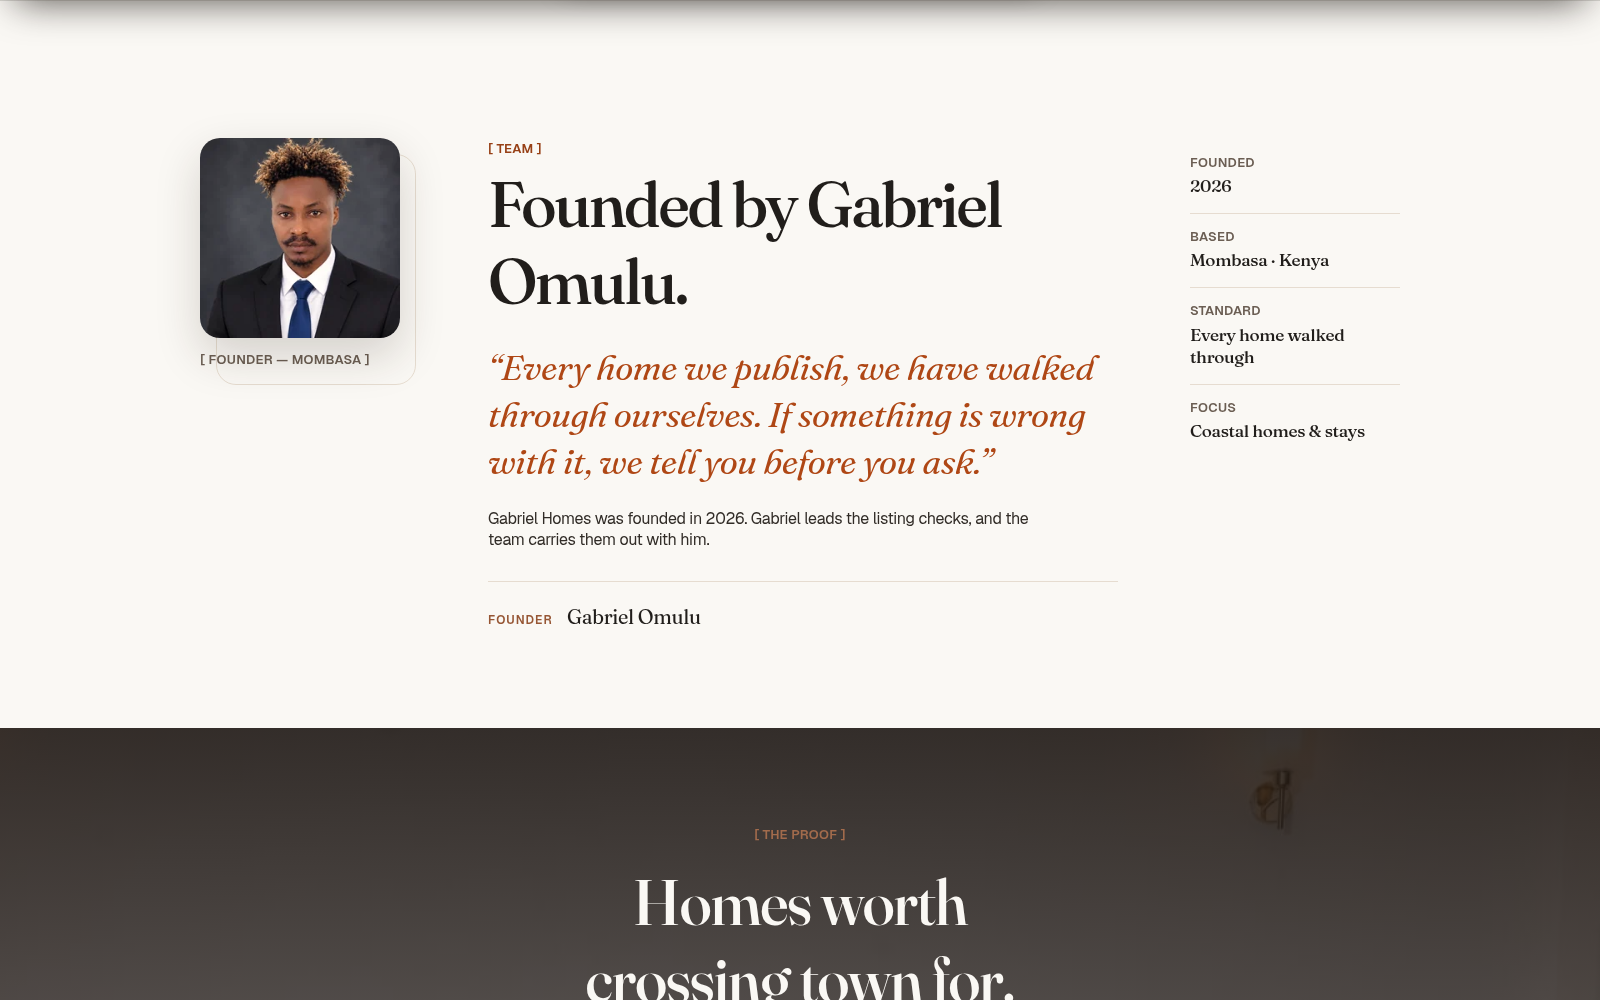 [ FOUNDER — MOMBASA ]
[ TEAM ]
Founded by Gabriel
Omulu.
“Every home we publish, we have walked
through ourselves. If something is wrong
with it, we tell you before you ask.”
Gabriel Homes was founded in 2026. Gabriel leads the listing checks, and the
team carries them out with him.
FOUNDER Gabriel Omulu
FOUNDED
2026
BASED
Mombasa · Kenya
STANDARD
Every home walked
through
FOCUS
Coastal homes & stays
[ THE PROOF ]
Homes worth
crossing town for.